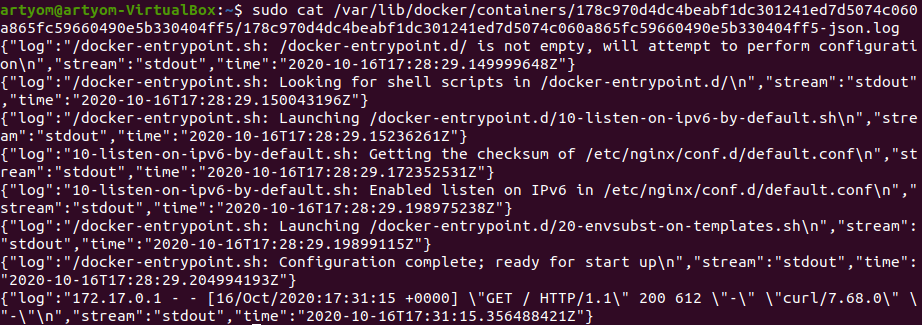 artyom@artyom-VirtualBox:~$ sudo cat /var/lib/docker/containers/178c970d4dc4beabf1dc301241ed7d5074c060
a865fc59660490e5b330404ff5/178c970d4dc4beabf1dc301241ed7d5074c060a865fc59660490e5b330404ff5-json.log
{"log":"/docker-entrypoint.sh: /docker-entrypoint.d/ is not empty, will attempt to perform configurati
on\n","stream":"stdout","time":"2020-10-16T17:28:29.149999648Z"}
{"log":"/docker-entrypoint.sh: Looking for shell scripts in /docker-entrypoint.d/\n","stream":"stdout"
,"time":"2020-10-16T17:28:29.150043196Z"}
{"log":"/docker-entrypoint.sh: Launching /docker-entrypoint.d/10-listen-on-ipv6-by-default.sh\n","stre
am":"stdout","time":"2020-10-16T17:28:29.15236261Z"}
{"log":"10-listen-on-ipv6-by-default.sh: Getting the checksum of /etc/nginx/conf.d/default.conf\n","st
ream":"stdout","time":"2020-10-16T17:28:29.172352531Z"}
{"log":"10-listen-on-ipv6-by-default.sh: Enabled listen on IPv6 in /etc/nginx/conf.d/default.conf\n","
stream":"stdout","time":"2020-10-16T17:28:29.198975238Z"}
{"log":"/docker-entrypoint.sh: Launching /docker-entrypoint.d/20-envsubst-on-templates.sh\n","stream":
"stdout","time":"2020-10-16T17:28:29.19899115Z"}
{"log":"/docker-entrypoint.sh: Configuration complete; ready for start up\n","stream":"stdout","time":
"2020-10-16T17:28:29.204994193Z"}
{"log":"172.17.0.1 - - [16/Oct/2020:17:31:15 +0000] \"GET / HTTP/1.1\" 200 612 \"-\" \"curl/7.68.0\" \
"-\"\n","stream":"stdout","time":"2020-10-16T17:31:15.356488421Z"}